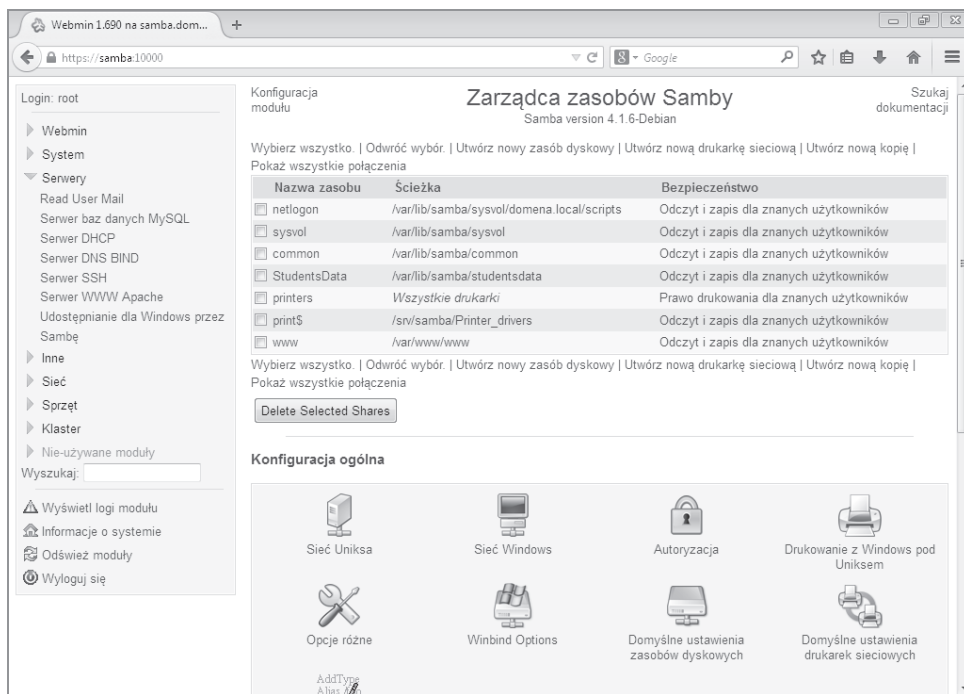 Webmin 1.690 na samba.dom...
https://samba:10000
Google
Login: root
Webmin
System
Serwery
Read User Mail
Serwer baz danych MySQL
Serwer DHCP
Serwer DNS BIND
Serwer SSH
Serwer WWW Apache
Udostępnianie dla Windows przez
Sambę
Inne
Sieć
Sprzęt
Klaster
Nie-używane moduły
Wyszukaj:
Wyświetl logi modułu
Informacje o systemie
Odśwież moduły
Wyloguj się
Konfiguracja
modułu
Zarządca zasobów Samby
Samba version 4.1.6-Debian
Szukaj
dokumentacji
Wybierz wszystko. | Odwróć wybór. | Utwórz nowy zasób dyskowy | Utwórz nową drukarkę sieciową | Utwórz nową kopię |
Pokaż wszystkie połączenia
Nazwa zasobu Ścieżka Bezpieczeństwo
netlogon /var/lib/samba/sysvol/domena.local/scripts Odczyt i zapis dla znanych użytkowników
sysvol /var/lib/samba/sysvol Odczyt i zapis dla znanych użytkowników
common /var/lib/samba/common Odczyt i zapis dla znanych użytkowników
StudentsData /var/lib/samba/studentsdata Odczyt i zapis dla znanych użytkowników
printers Wszystkie drukarki Prawo drukowania dla znanych użytkowników
print$ /srv/samba/Printer_drivers Odczyt i zapis dla znanych użytkowników
www /var/www/www Odczyt i zapis dla znanych użytkowników
Wybierz wszystko. | Odwróć wybór. | Utwórz nowy zasób dyskowy | Utwórz nową drukarkę sieciową | Utwórz nową kopię |
Pokaż wszystkie połączenia
Delete Selected Shares
Konfiguracja ogólna
Sieć Uniksa
Sieć Windows
Autoryzacja
Drukowanie z Windows pod
Uniksem
Opcje różne
Winbind Options
Domyślne ustawienia
zasobów dyskowych
Domyślne ustawienia
drukarek sieciowych
AddType
Alias